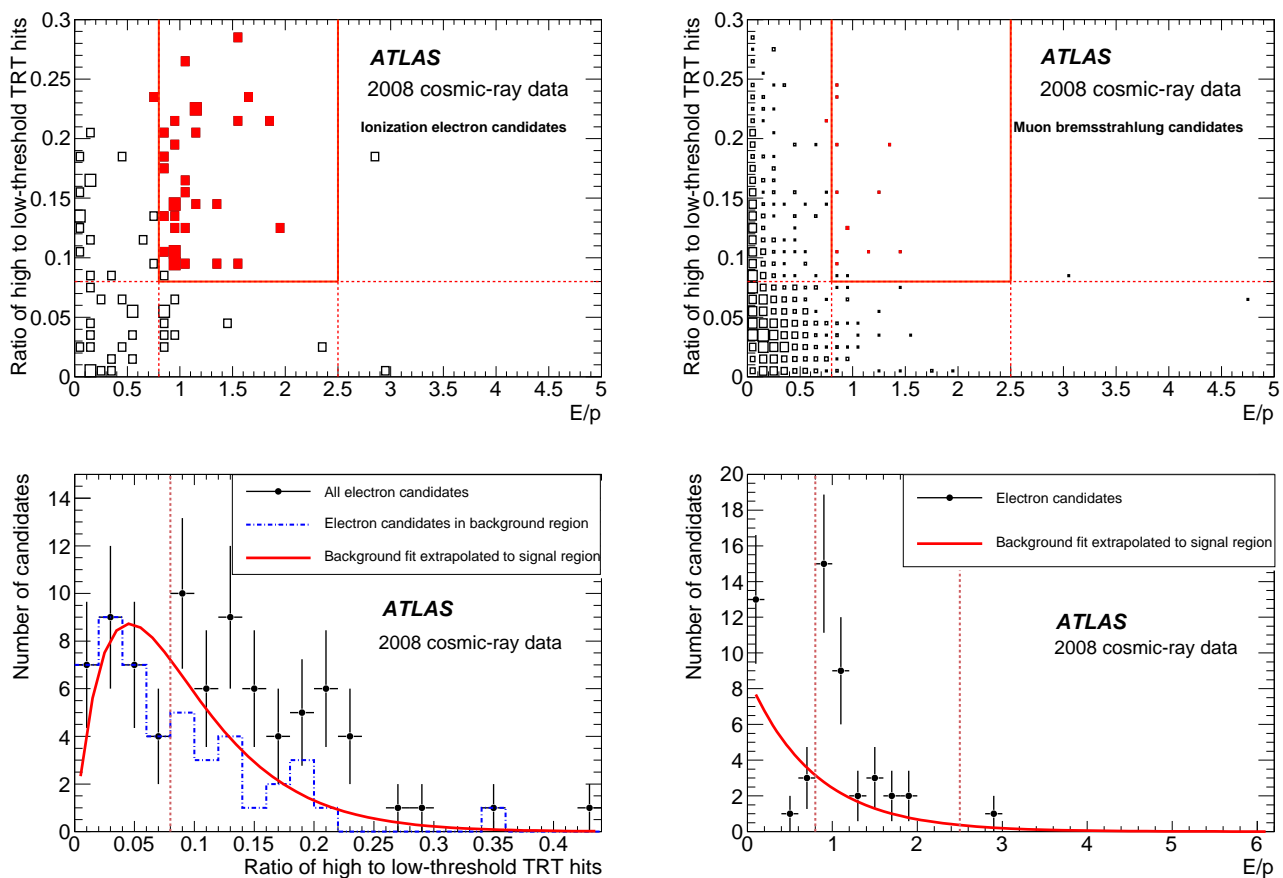 Ratio of high to low-threshold TRT hits
0.3
0.25
0.2
0.15
0.1
0.05
0
ATLAS
2008 cosmic-ray data
Ionization electron candidates
0 0.5 1 1.5 2 2.5 3 3.5 4 4.5 5
E/p
Ratio of high to low-threshold TRT hits
0.3
0.25
0.2
0.15
0.1
0.05
0
ATLAS
2008 cosmic-ray data
Muon bremsstrahlung candidates
0 0.5 1 1.5 2 2.5 3 3.5 4 4.5 5
E/p
Number of candidates
14
12
10
8
6
4
2
0
All electron candidates
Electron candidates in background region
Background fit extrapolated to signal region
ATLAS
2008 cosmic-ray data
0 0.05 0.1 0.15 0.2 0.25 0.3 0.35 0.4
Ratio of high to low-threshold TRT hits
Number of candidates
20
18
16
14
12
10
8
6
4
2
0
Electron candidates
Background fit extrapolated to signal region
ATLAS
2008 cosmic-ray data
0 1 2 3 4 5 6
E/p